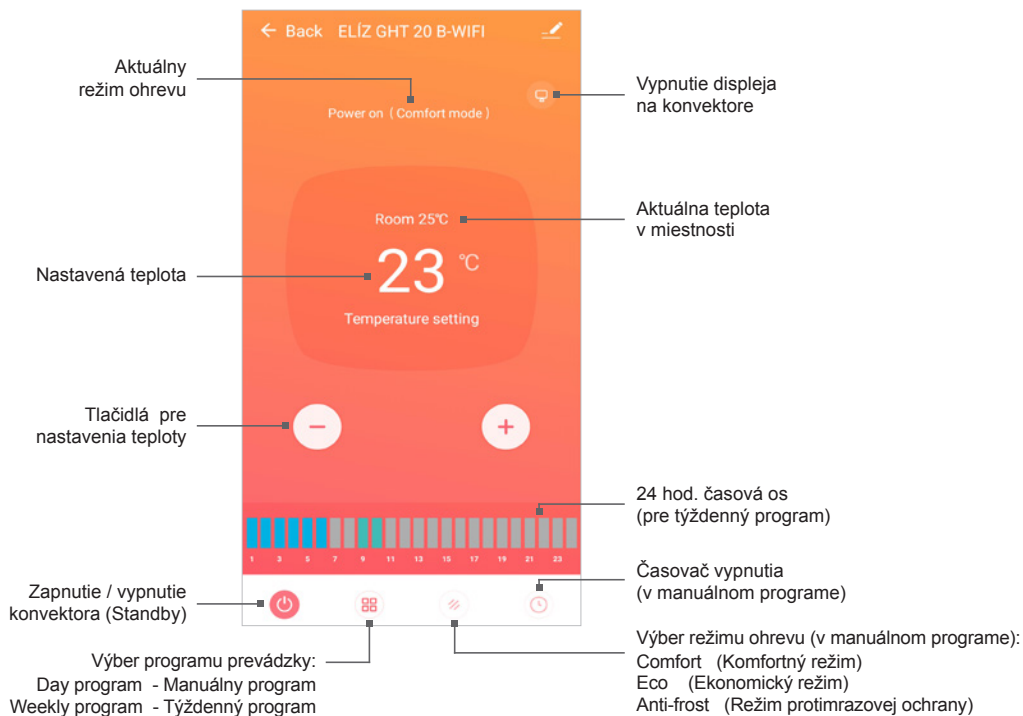 ← Back ELÍZ GHT 20 B-WIFI
Aktuálny
režim ohrevu
Vypnutie displeja
na konvektore
Power on ( Comfort mode )
Room 25℃
Aktuálna teplota
v miestnosti
Nastavená teplota
23 ℃
Temperature setting
Tlačidlá pre
nastavenia teploty
−
+
24 hod. časová os
(pre týždenný program)
1 3 5 7 9 11 13 15 17 19 21 23
Zapnutie / vypnutie
konvektora (Standby)
Časovač vypnutia
(v manuálnom programe)
Výber programu prevádzky:
Day program - Manuálny program
Weekly program - Týždenný program
Výber režimu ohrevu (v manuálnom programe):
Comfort (Komfortný režim)
Eco (Ekonomický režim)
Anti-frost (Režim protimrazovej ochrany)